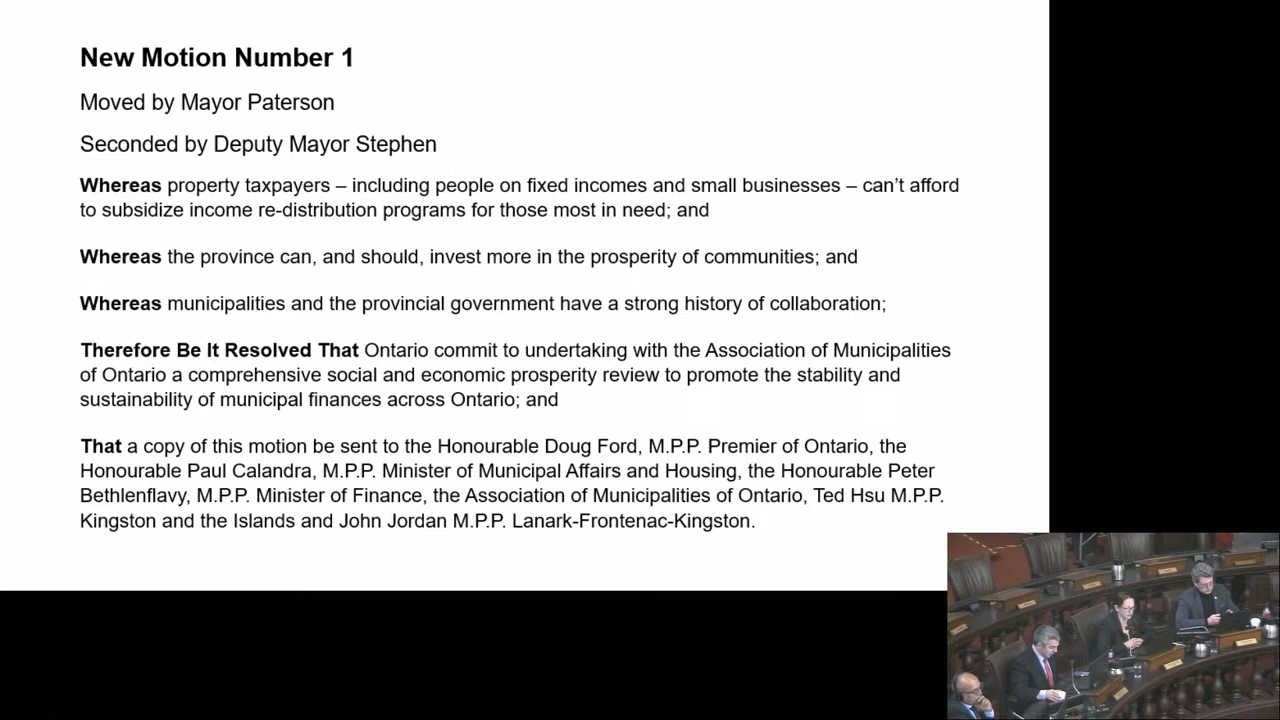 New Motion Number 1
Moved by Mayor Paterson
Seconded by Deputy Mayor Stephen
Whereas property taxpayers – including people on fixed incomes and small businesses – can’t afford
to subsidize income re-distribution programs for those most in need; and
Whereas the province can, and should, invest more in the prosperity of communities; and
Whereas municipalities and the provincial government have a strong history of collaboration;
Therefore Be It Resolved That Ontario commit to undertaking with the Association of Municipalities
of Ontario a comprehensive social and economic prosperity review to promote the stability and
sustainability of municipal finances across Ontario; and
That a copy of this motion be sent to the Honourable Doug Ford, M.P.P. Premier of Ontario, the
Honourable Paul Calandra, M.P.P. Minister of Municipal Affairs and Housing, the Honourable Peter
Bethlenflavy, M.P.P. Minister of Finance, the Association of Municipalities of Ontario, Ted Hsu M.P.P.
Kingston and the Islands and John Jordan M.P.P. Lanark-Frontenac-Kingston.